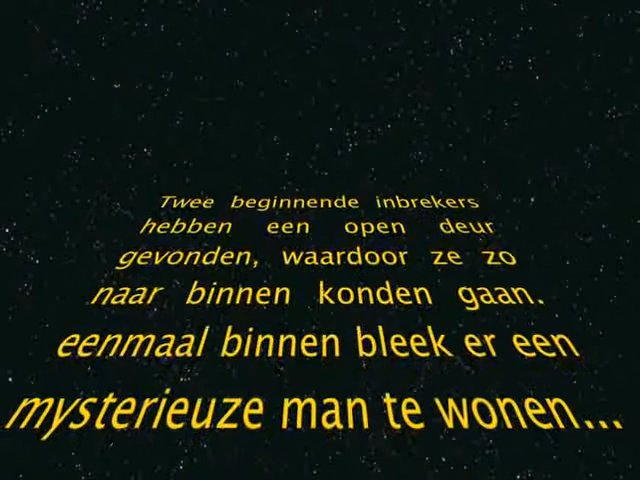 Twee beginnende inbrekers
hebben een open deur
gevonden, waardoor ze zo
naar binnen konden gaan.
eenmaal binnen bleek er een
mysterieuze man te wonen...